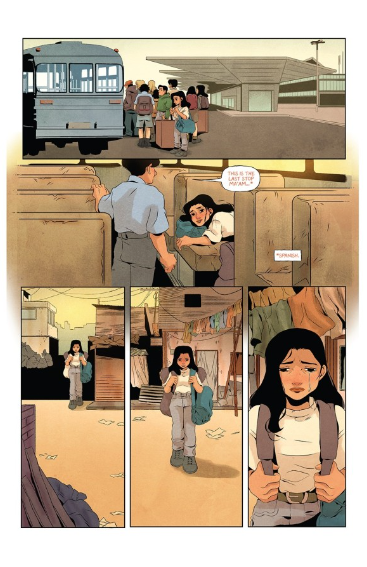 THIS IS THE
LAST STOP
MA'AM...*
*SPANISH.